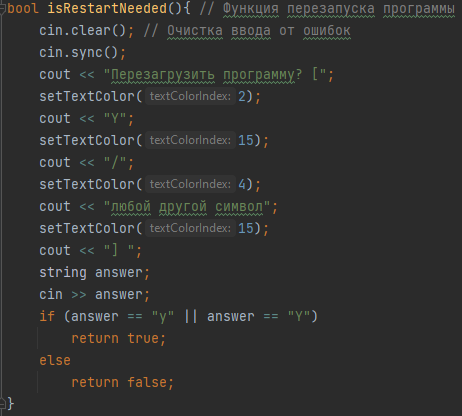 bool isRestartNeeded(){ // Функция перезапуска программы
cin.clear(); // Очистка ввода от ошибок
cin.sync();
cout << "Перезагрузить программу? [";
setTextColor( textColorIndex: 2);
cout << "Y";
setTextColor( textColorIndex: 15);
cout << "/";
setTextColor( textColorIndex: 4);
cout << "любой другой символ";
setTextColor( textColorIndex: 15);
cout << "] ";
string answer;
cin >> answer;
if (answer == "y" || answer == "Y")
return true;
else
return false;
}